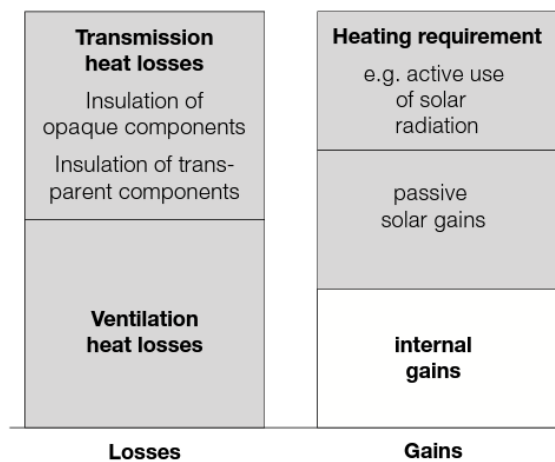 Transmission
heat losses
Insulation of
opaque components
Insulation of trans-
parent components
Ventilation
heat losses
Losses
Heating requirement
e.g. active use
of solar
radiation
passive
solar gains
internal
gains
Gains